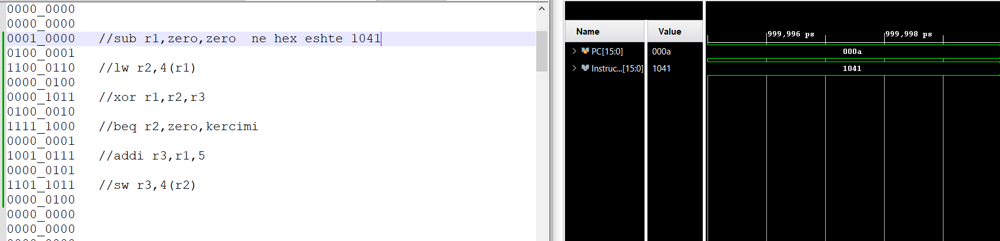 0000_0000
0000_0000
0001_0000 //sub r1,zero,zero ne hex eshte 1041
0100_0001
1100_0110 //lw r2,4(r1)
0000_0100
0000_1011 //xor r1,r2,r3
0100_0010
1111_1000 //beq r2,zero,kercimi
0000_0001
1001_0111 //addi r3,r1,5
0000_0101
1101_1011 //sw r3,4(r2)
0000_0100
0000_0000
0000_0000
Name Value
999,996 ps 999,998 ps
PC[15:0] 000a 000a
Instruc...[15:0] 1041 1041